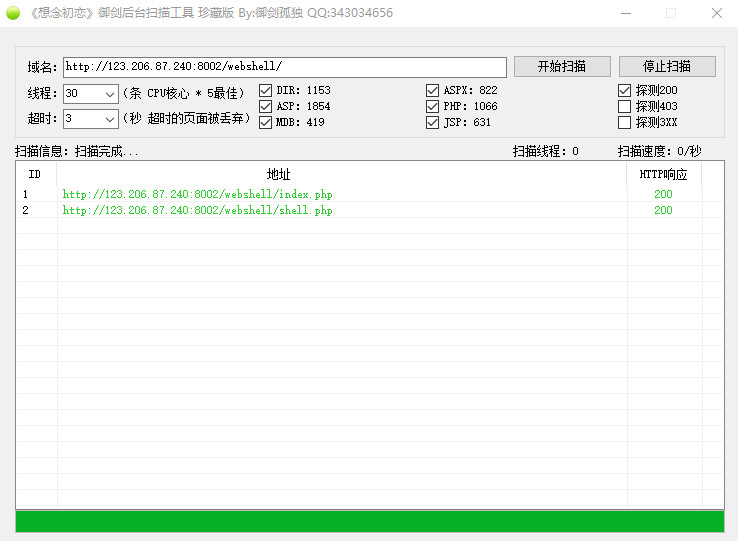 《想念初恋》御剑后台扫描工具 珍藏版 By:御剑孤独 QQ:343034656
域名: http://123.206.87.240:8002/webshell/ 开始扫描 停止扫描
线程: 30 (条 CPU核心 * 5最佳) DIR: 1153 ASPX: 822 探测200
ASP: 1854 PHP: 1066 探测403
超时: 3 (秒 超时的页面被丢弃) MDB: 419 JSP: 631 探测3XX
扫描信息: 扫描完成... 扫描线程: 0 扫描速度: 0/秒
ID 地址 HTTP响应
1 http://123.206.87.240:8002/webshell/index.php 200
2 http://123.206.87.240:8002/webshell/shell.php 200